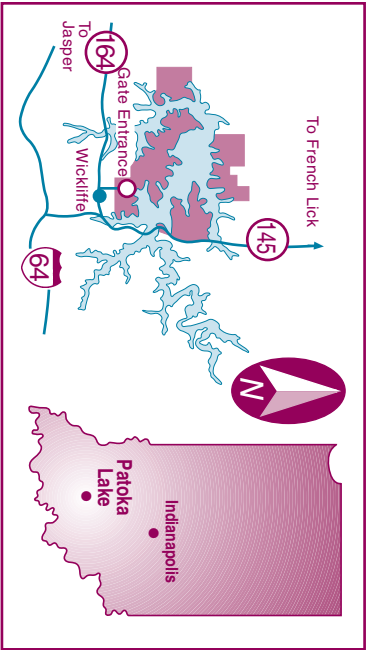 To French Lick
145
Gate Entrance
164
To
Jasper
Wickliffe
64
N
Indianapolis
Patoka
Lake